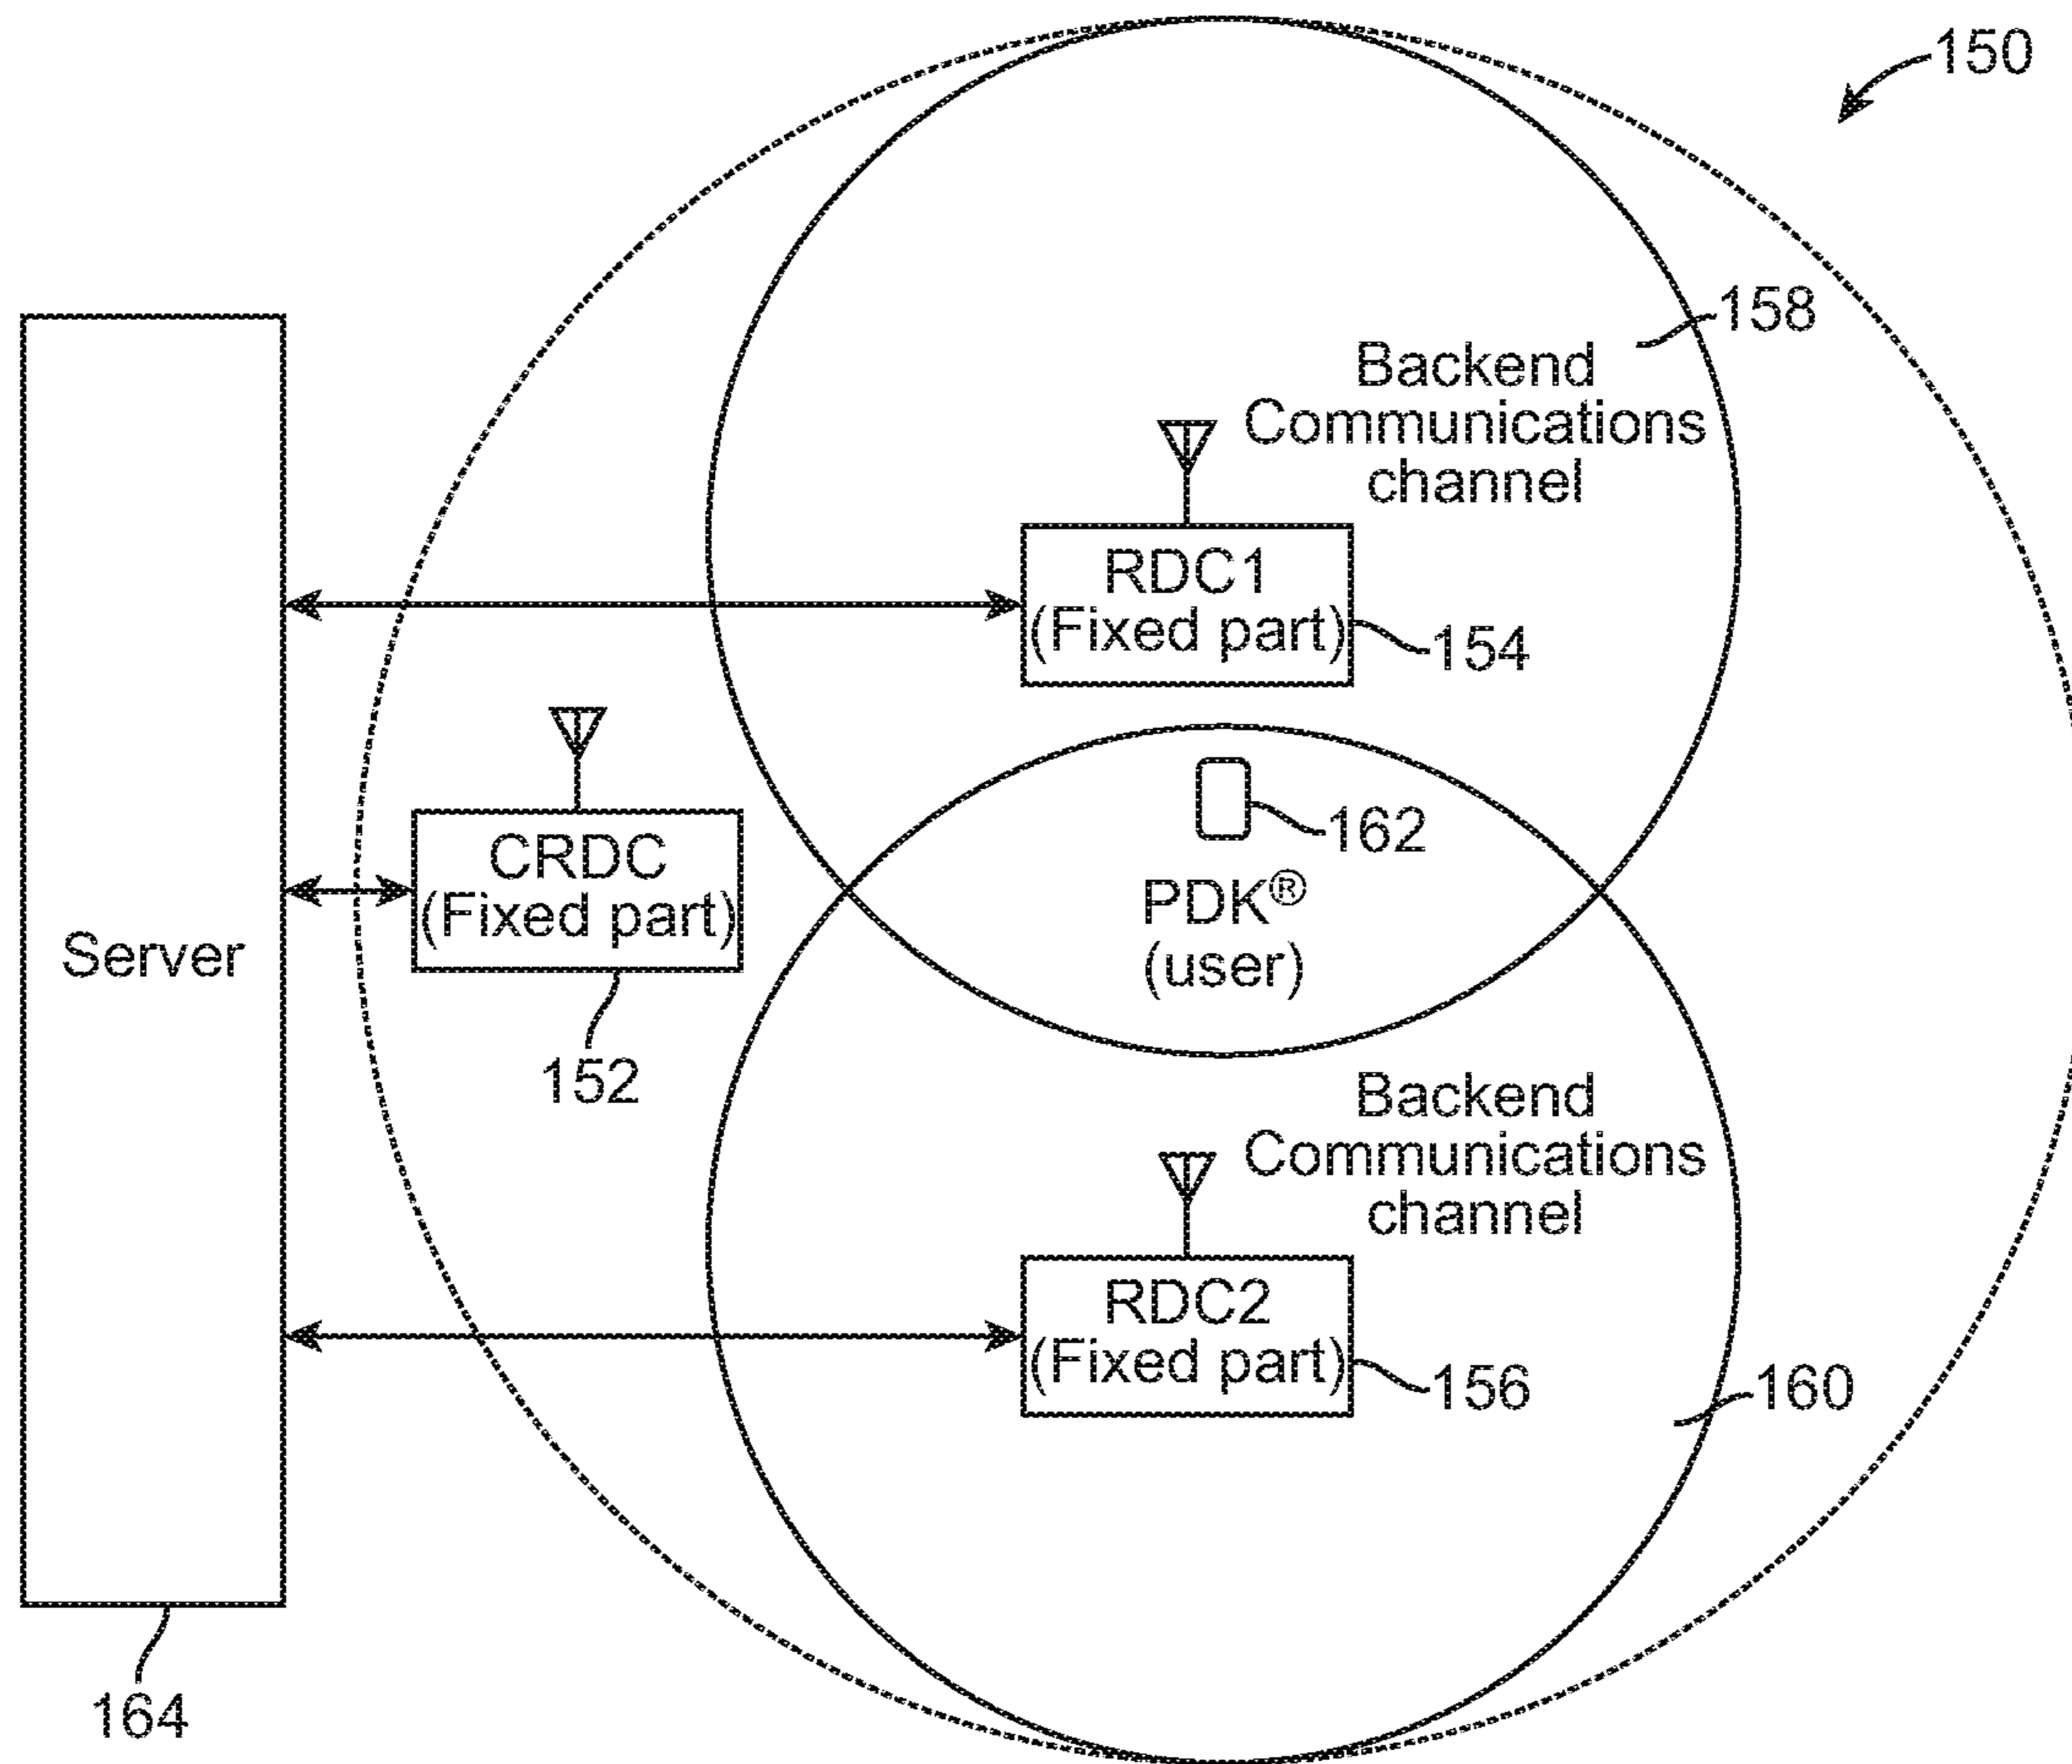 150
158
Backend
Communications
channel
RDC1
(Fixed part)
154
162
PDK®
(user)
CRDC
(Fixed part)
152
Server
Backend
Communications
channel
RDC2
(Fixed part)
156
160
164